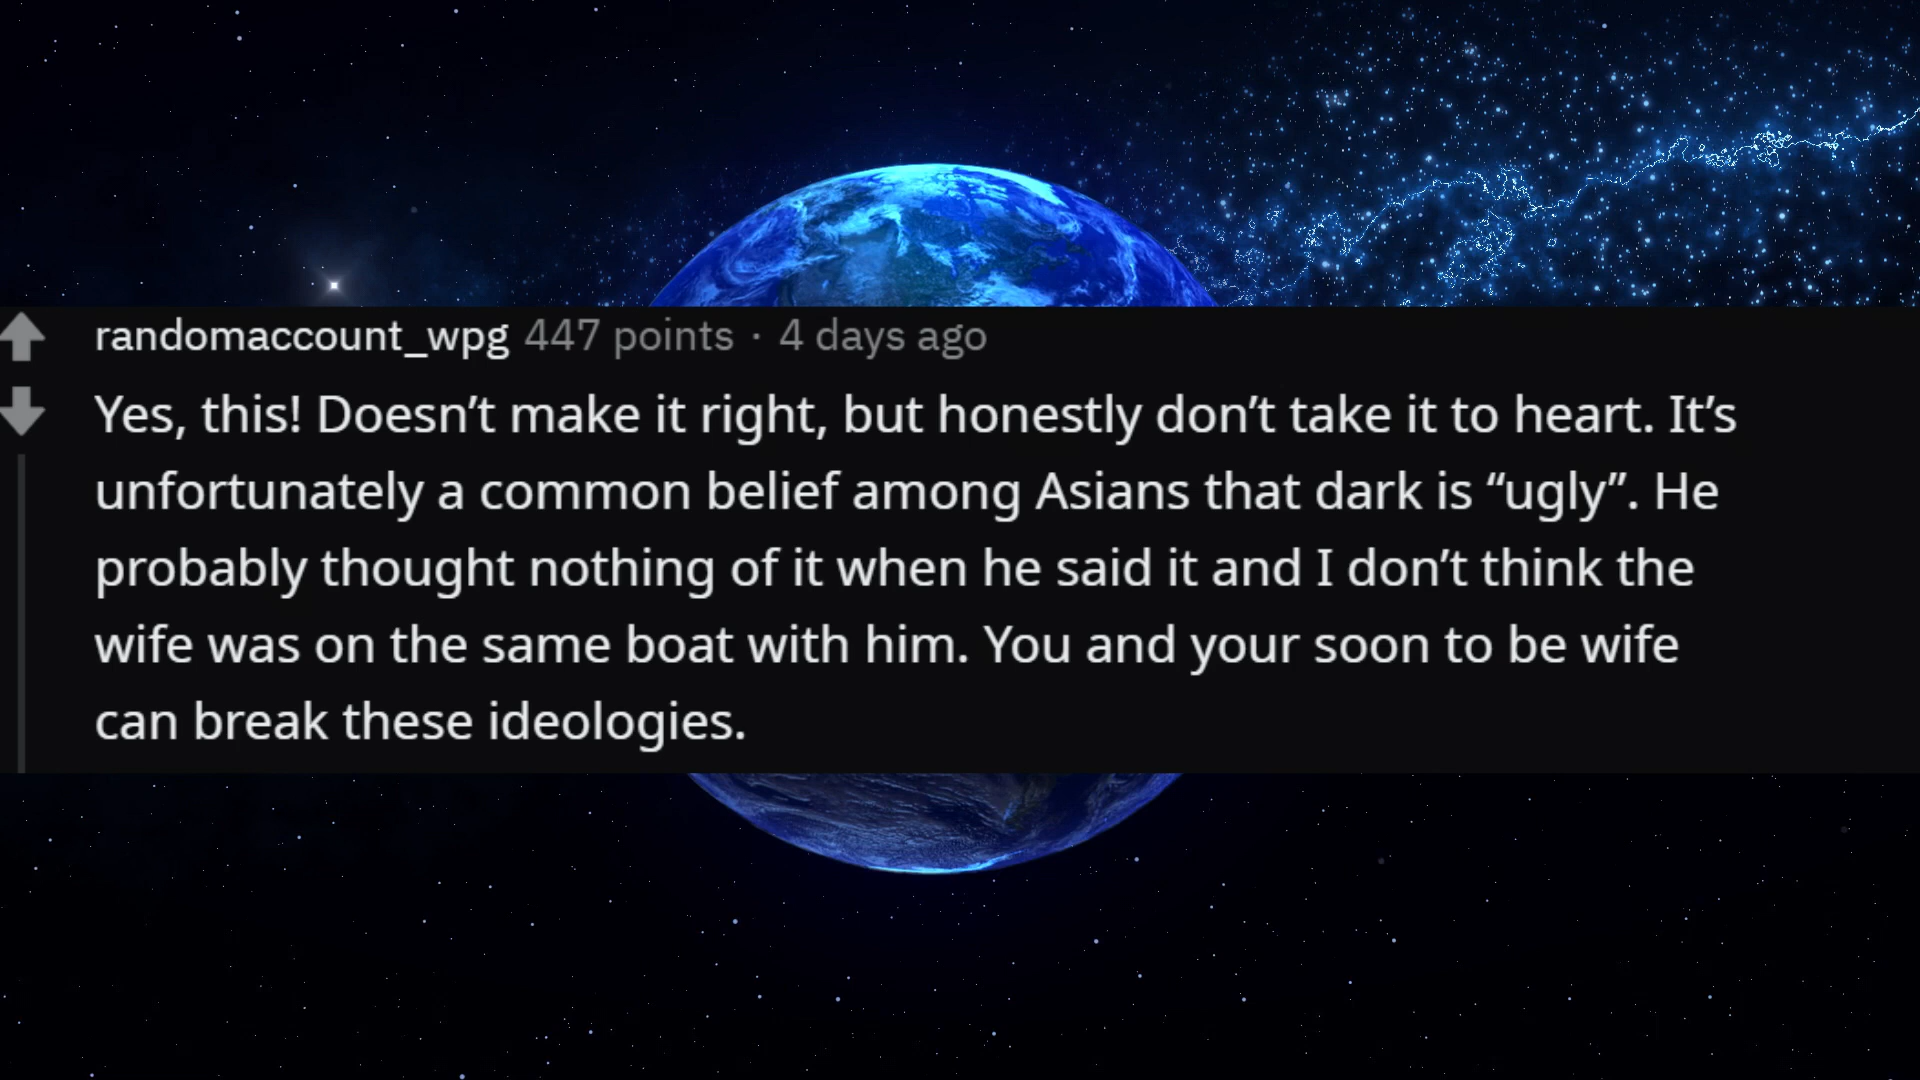 randomaccount_wpg 447 points · 4 days ago
Yes, this! Doesn’t make it right, but honestly don’t take it to heart. It’s
unfortunately a common belief among Asians that dark is “ugly”. He
probably thought nothing of it when he said it and I don’t think the
wife was on the same boat with him. You and your soon to be wife
can break these ideologies.